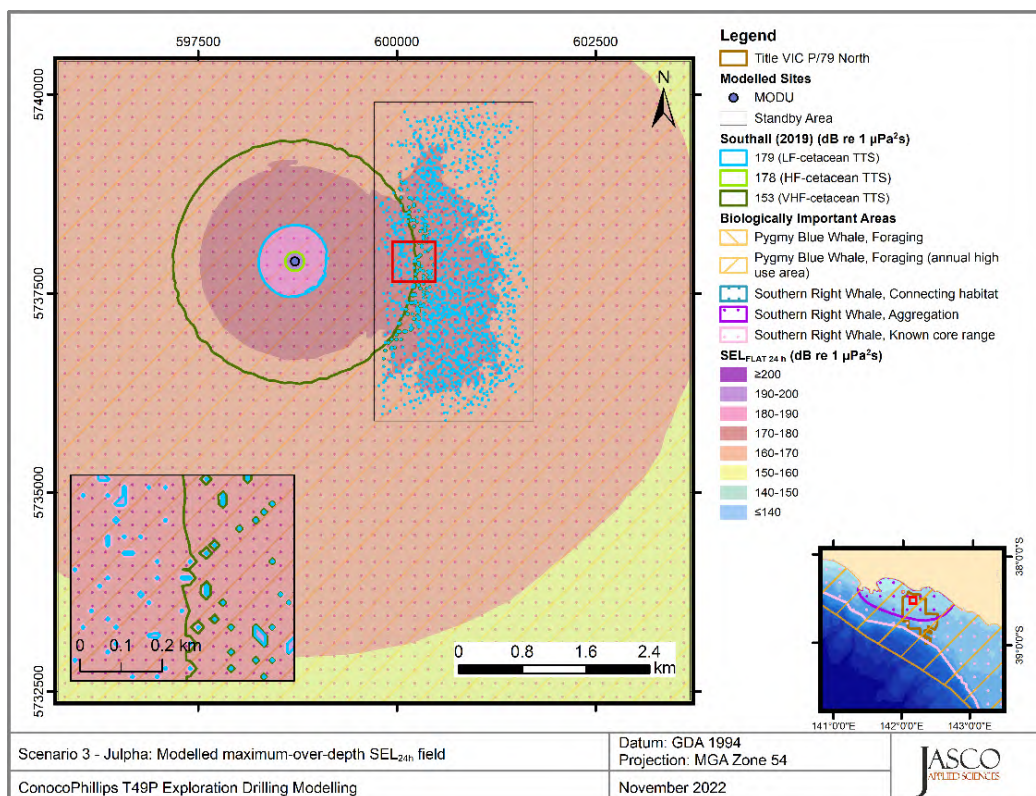 597500 600000 602500
5740000
5737500
5735000
5732500
N
0 0.1 0.2 km
0 0.8 1.6 2.4
km
Legend
Title VIC P/79 North
Modelled Sites
MODU
Standby Area
Southall (2019) (dB re 1 µPa²s)
179 (LF-cetacean TTS)
178 (HF-cetacean TTS)
153 (VHF-cetacean TTS)
Biologically Important Areas
Pygmy Blue Whale, Foraging
Pygmy Blue Whale, Foraging (annual high
use area)
Southern Right Whale, Connecting habitat
Southern Right Whale, Aggregation
Southern Right Whale, Known core range
SELFLAT 24 h (dB re 1 µPa²s)
≥200
190-200
180-190
170-180
160-170
150-160
140-150
≤140
38°0'0"S
39°0'0"S
141°0'0"E 142°0'0"E 143°0'0"E
Scenario 3 - Julpha: Modelled maximum-over-depth SEL24h field
ConocoPhillips T49P Exploration Drilling Modelling
Datum: GDA 1994
Projection: MGA Zone 54
November 2022
JASCO
APPLIED SCIENCES